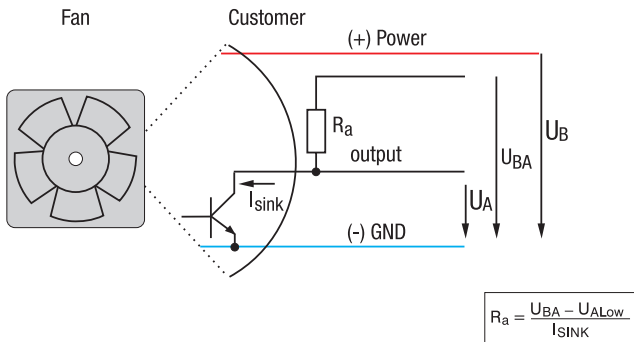 Fan
Customer
(+) Power
Ra
UB
UBA
output
Isink
UA
(-) GND
Ra = UBA – UALow
ISINK